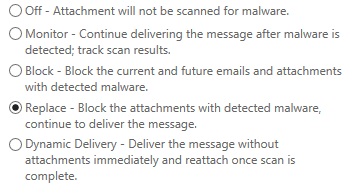 Off - Attachment will not be scanned for malware.
Monitor - Continue delivering the message after malware is
detected; track scan results.
Block - Block the current and future emails and attachments
with detected malware.
Replace - Block the attachments with detected malware,
continue to deliver the message.
Dynamic Delivery - Deliver the message without
attachments immediately and reattach once scan is
complete.